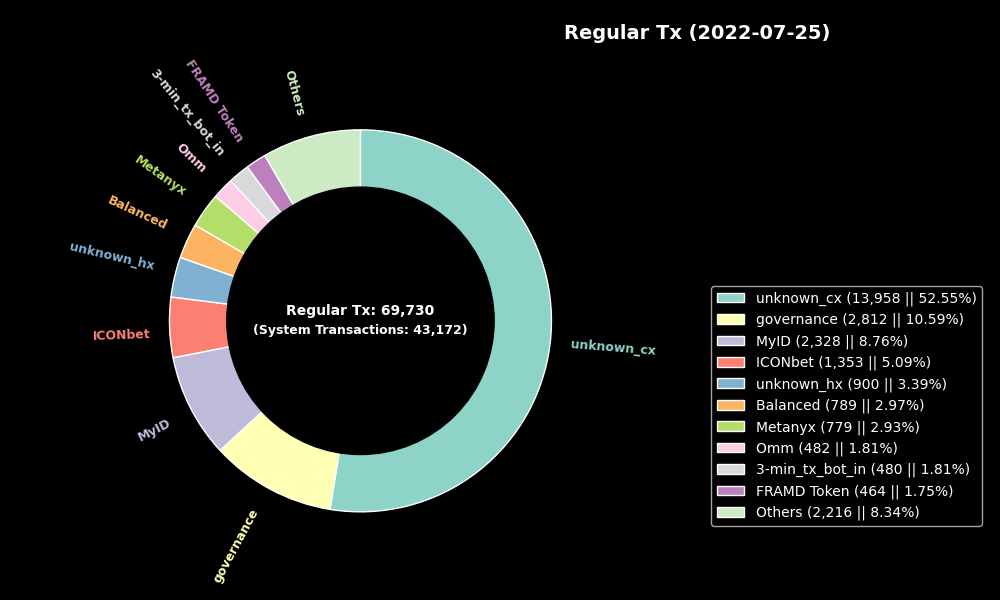 Regular Tx (2022-07-25)
Others
FRAMD Token
3-min_tx_bot_in
Omm
Metanyx
Balanced
unknown_hx
ICONbet
MyID
governance
unknown_cx
Regular Tx: 69,730
(System Transactions: 43,172)
unknown_cx (13,958 || 52.55%)
governance (2,812 || 10.59%)
MyID (2,328 || 8.76%)
ICONbet (1,353 || 5.09%)
unknown_hx (900 || 3.39%)
Balanced (789 || 2.97%)
Metanyx (779 || 2.93%)
Omm (482 || 1.81%)
3-min_tx_bot_in (480 || 1.81%)
FRAMD Token (464 || 1.75%)
Others (2,216 || 8.34%)